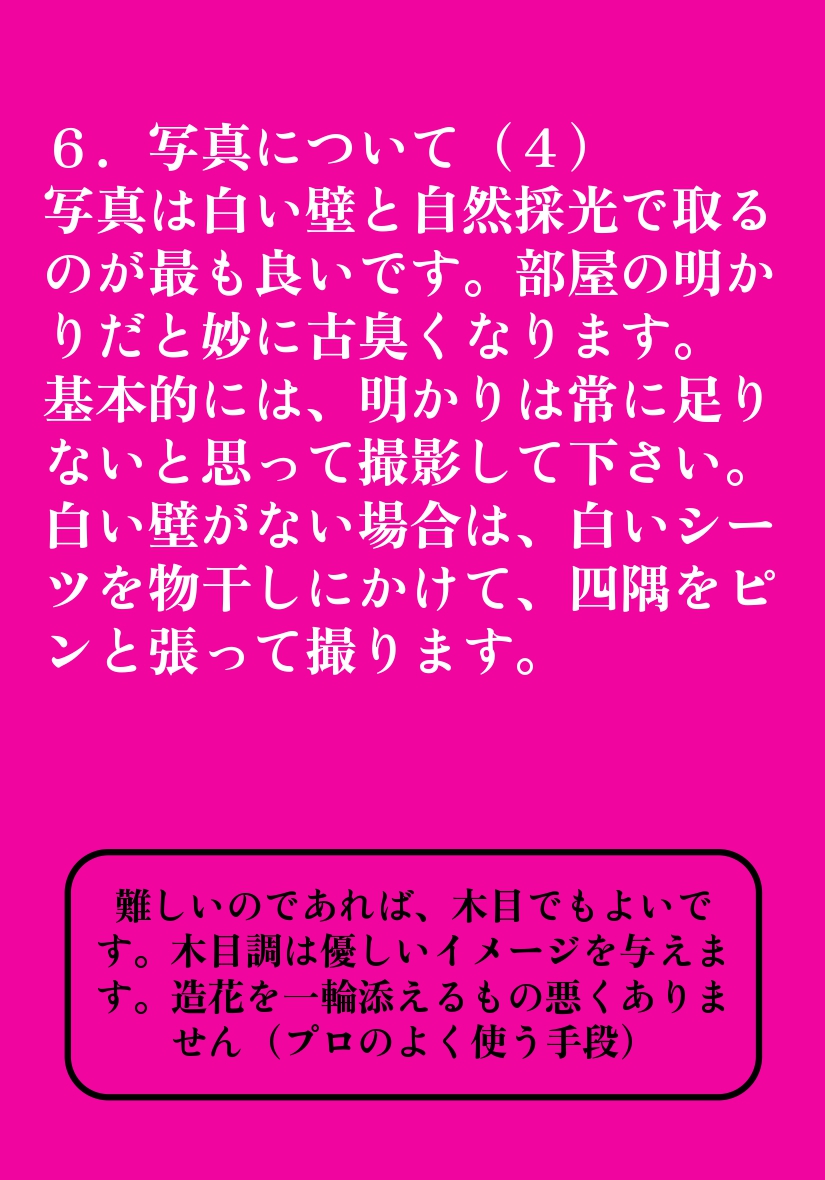 ６．写真について（４）
写真は白い壁と自然採光で取る
のが最も良いです。部屋の明か
りだと妙に古臭くなります。
基本的には、明かりは常に足り
ないと思って撮影して下さい。
白い壁がない場合は、白いシー
ツを物干しにかけて、四隅をピ
ンと張って撮ります。
難しいのであれば、木目でもよいで
す。木目調は優しいイメージを与えま
す。造花を一輪添えるもの悪くありま
せん（プロのよく使う手段）